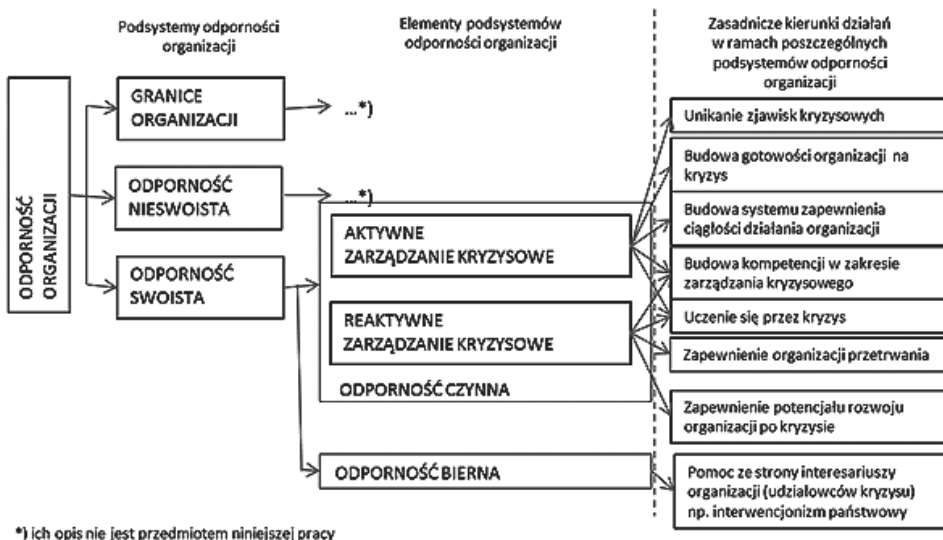 Podsystemy odporności
organizacji
Elementy podsystemów
odporności organizacji
Zasadnicze kierunki działań
w ramach poszczególnych
podsystemów odporności
organizacji
ODPORNOŚĆ
ORGANIZACJI
GRANICE
ORGANIZACJI
...*)
ODPORNOŚĆ
NIESWOISTA
...*)
ODPORNOŚĆ
SWOISTA
AKTYWNE
ZARZĄDZANIE KRYZYSOWE
REAKTYWNE
ZARZĄDZANIE KRYZYSOWE
ODPORNOŚĆ CZYNNA
ODPORNOŚĆ BIERNA
Unikanie zjawisk kryzysowych
Budowa gotowości organizacji na
kryzys
Budowa systemu zapewnienia
ciągłości działania organizacji
Budowa kompetencji w zakresie
zarządzania kryzysowego
Uczenie się przez kryzys
Zapewnienie organizacji przetrwania
Zapewnienie potencjału rozwoju
organizacji po kryzysie
Pomoc ze strony interesariuszy
organizacji (udziałowców kryzysu)
np. interwencjonizm państwowy
*) ich opis nie jest przedmiotem niniejszej pracy